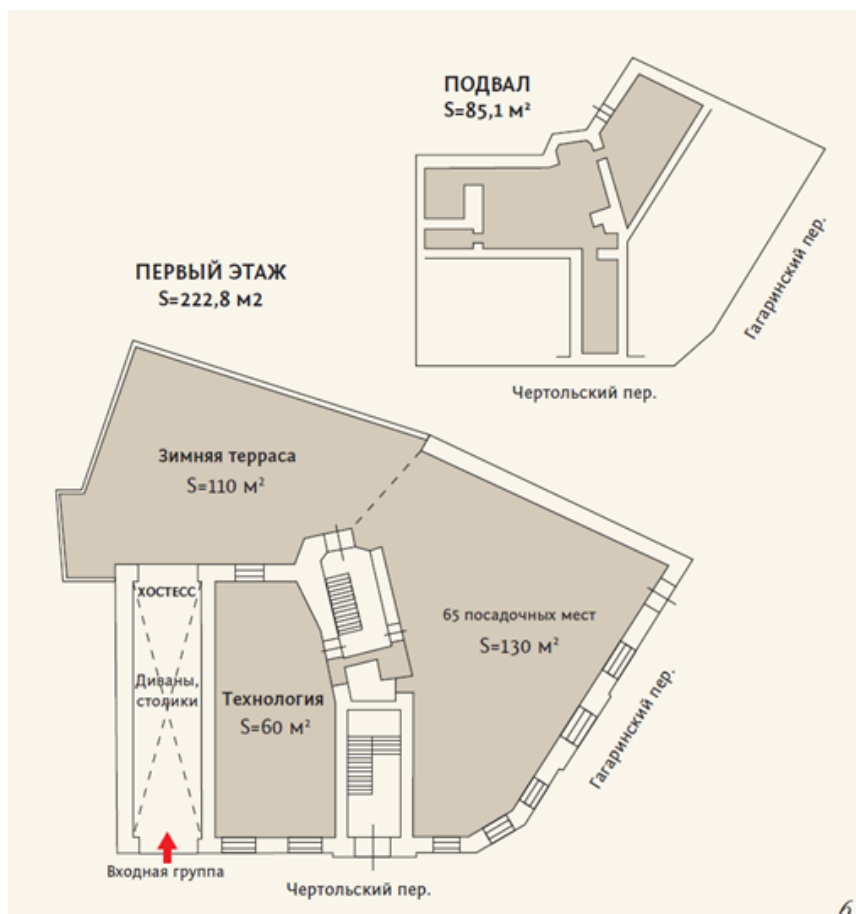 ПОДВАЛ
S=85,1 м²
Гагаринский пер.
Чертольский пер.
ПЕРВЫЙ ЭТАЖ
S=222,8 м2
Зимняя терраса
S=110 м²
ХОСТЕСС
Диваны,
столики
Технология
S=60 м²
65 посадочных мест
S=130 м²
Гагаринский пер.
Входная группа
Чертольский пер.
6